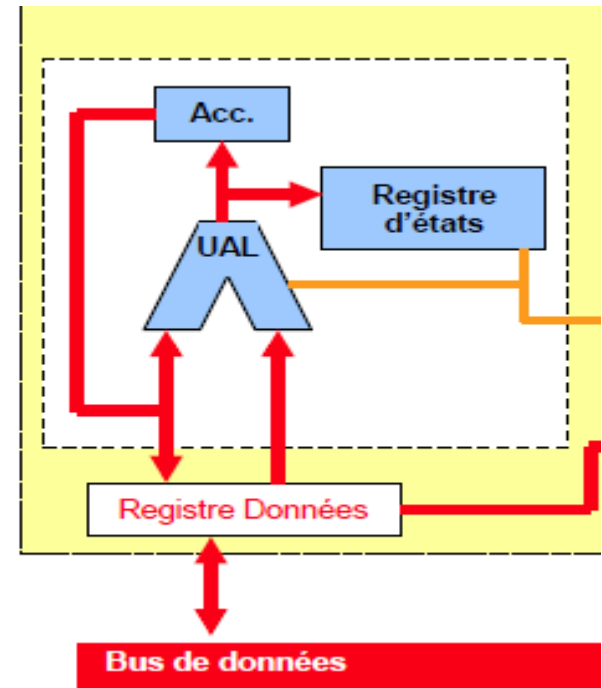 Acc.
Registre
d'états
UAL
Registre Données
Bus de données